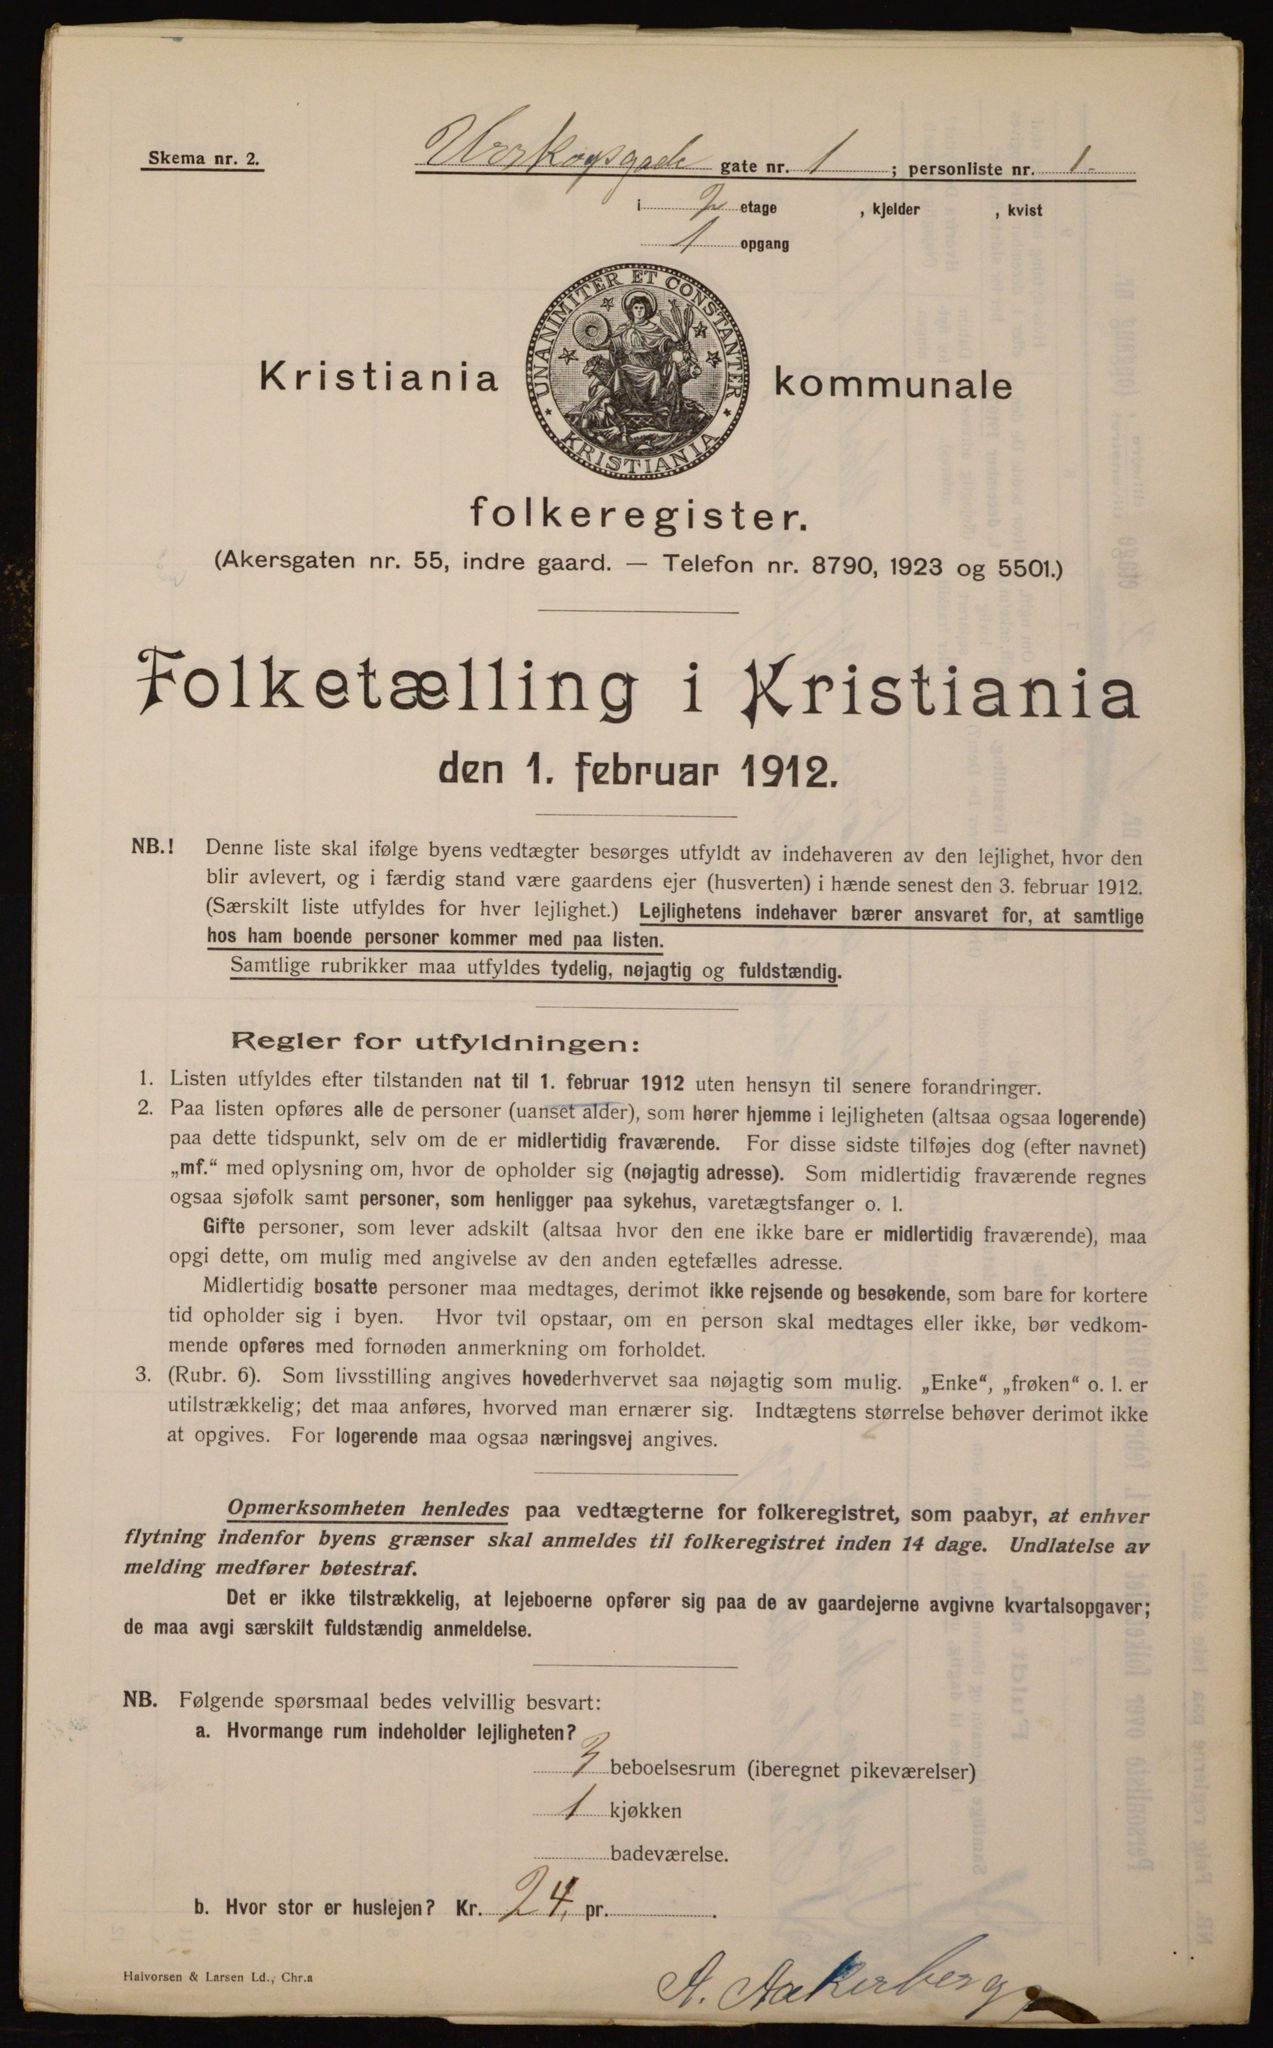 Skema nr. 2.
gate nr. 1; personliste nr. 1.
i 2 etage , kjelder , kvist
1 opgang
UNANIMITER ET CONSTANTER
KRISTIANIA
Kristiania kommunale
folkeregister.
(Akersgaten nr. 55, indre gaard. — Telefon nr. 8790, 1923 og 5501.)
Folketælling i Kristiania
den 1. februar 1912.
NB.! Denne liste skal ifølge byens vedtægter besørges utfyldt av indehaveren av den lejlighet, hvor den
blir avlevert, og i færdig stand være gaardens ejer (husverten) i hænde senest den 3. februar 1912.
(Særskilt liste utfyldes for hver lejlighet.) Lejlighetens indehaver bærer ansvaret for, at samtlige
hos ham boende personer kommer med paa listen.
Samtlige rubrikker maa utfyldes tydelig, nøjagtig og fuldstændig.
Regler for utfyldningen:
1. Listen utfyldes efter tilstanden nat til 1. februar 1912 uten hensyn til senere forandringer.
2. Paa listen opføres alle de personer (uanset alder), som hører hjemme i lejligheten (altsaa ogsaa logerende)
paa dette tidspunkt, selv om de er midlertidig fraværende. For disse sidste tilføjes dog (efter navnet)
„mf.“ med oplysning om, hvor de opholder sig (nøjagtig adresse). Som midlertidig fraværende regnes
ogsaa sjøfolk samt personer, som henligger paa sykehus, varetægtsfanger o. l.
Gifte personer, som lever adskilt (altsaa hvor den ene ikke bare er midlertidig fraværende), maa
opgi dette, om mulig med angivelse av den anden egtefælles adresse.
Midlertidig bosatte personer maa medtages, derimot ikke rejsende og besøkende, som bare for kortere
tid opholder sig i byen. Hvor tvil opstaar, om en person skal medtages eller ikke, bør vedkom-
mende opføres med fornøden anmerkning om forholdet.
3. (Rubr. 6). Som livsstilling angives hovederhvervet saa nøjagtig som mulig. „Enke“, „frøken“ o. l. er
utilstrækkelig; det maa anføres, hvorved man ernærer sig. Indtægtens størrelse behøver derimot ikke
at opgives. For logerende maa ogsaa næringsvej angives.
Opmerksomheten henledes paa vedtægterne for folkeregistret, som paabyr, at enhver
flytning indenfor byens grænser skal anmeldes til folkeregistret inden 14 dage. Undlatelse av
melding medfører bøtestraf.
Det er ikke tilstrækkelig, at lejeboerne opfører sig paa de av gaardejerne avgivne kvartalsopgaver;
de maa avgi særskilt fuldstændig anmeldelse.
NB. Følgende spørsmaal bedes velvillig besvart:
a. Hvormange rum indeholder lejligheten?
3 beboelsesrum (iberegnet pikeværelser)
1 kjøkken
badeværelse.
b. Hvor stor er huslejen? Kr. 24, pr. .
Halvorsen & Larsen Ld., Chr.a
A. Aakerberg